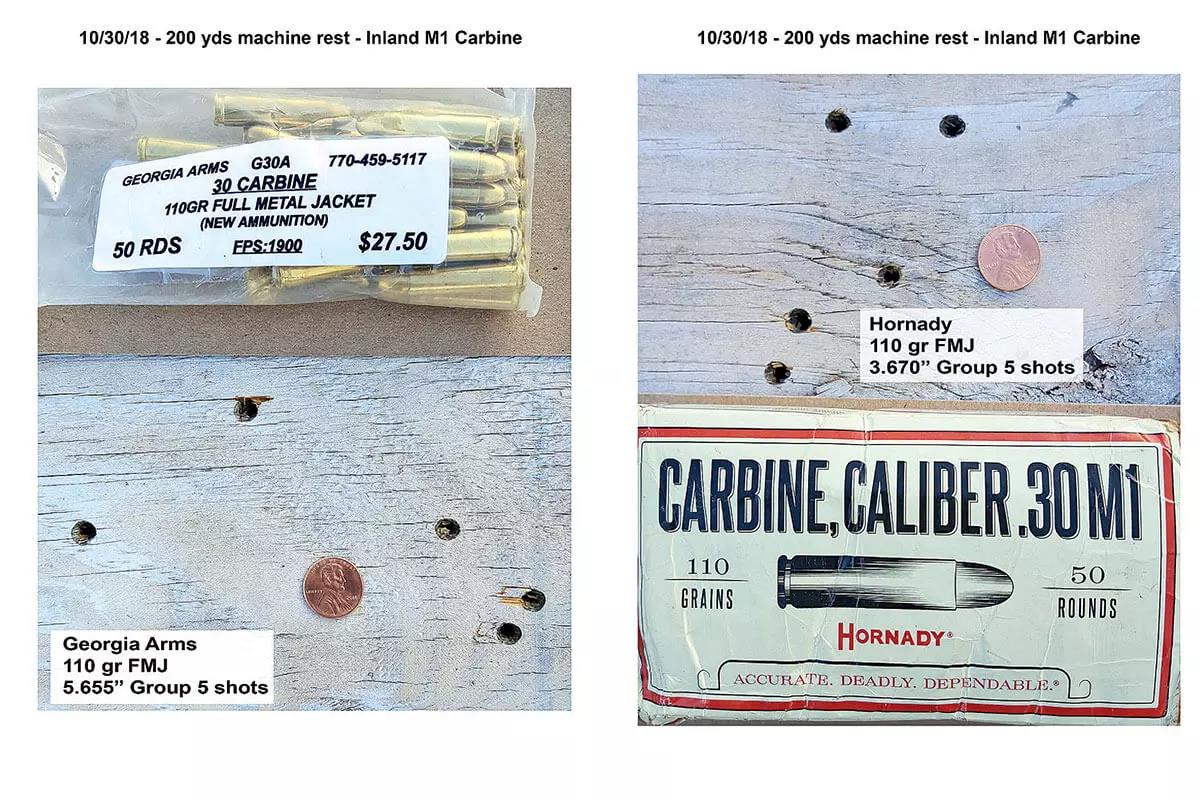 10/30/18 - 200 yds machine rest - Inland M1 Carbine
GEORGIA ARMS G30A 770-459-5117
30 CARBINE
110GR FULL METAL JACKET
(NEW AMMUNITION)
50 RDS FPS:1900 $27.50
Georgia Arms
110 gr FMJ
5.655” Group 5 shots
10/30/18 - 200 yds machine rest - Inland M1 Carbine
Hornady
110 gr FMJ
3.670” Group 5 shots
CARBINE, CALIBER .30 M1
110
GRAINS
50
ROUNDS
HORNADY®
ACCURATE. DEADLY. DEPENDABLE.®